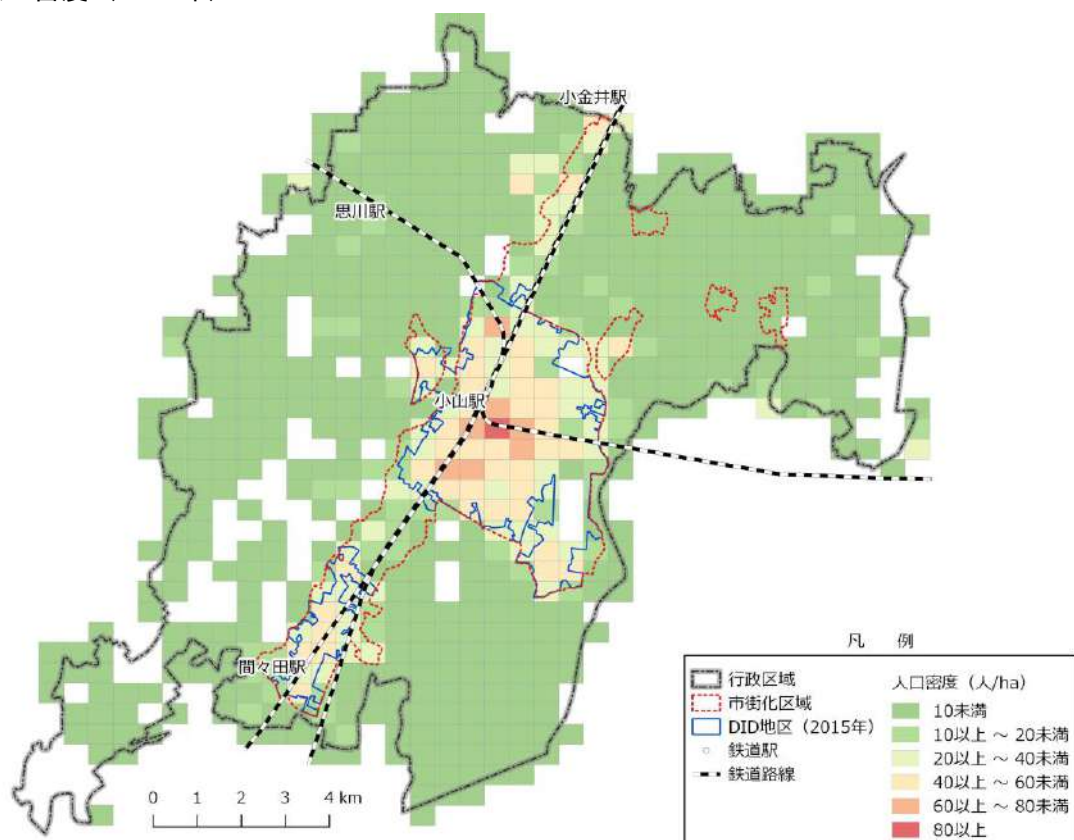 小金井駅
思川駅
小山駅
間々田駅
0 1 2 3 4 km
凡 例
行政区域
市街化区域
DID地区（2015年）
鉄道駅
鉄道路線
人口密度（人/ha）
10未満
10以上 ～ 20未満
20以上 ～ 40未満
40以上 ～ 60未満
60以上 ～ 80未満
80以上